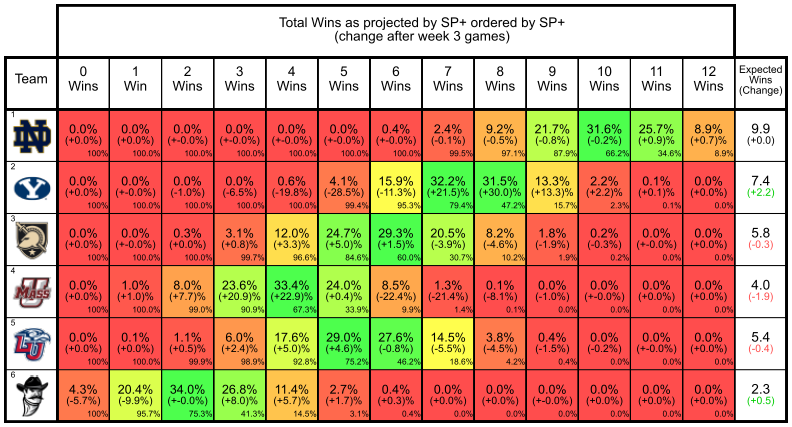 Total Wins as projected by SP+ ordered by SP+
(change after week 3 games)
Team 0 Wins 1 Win 2 Wins 3 Wins 4 Wins 5 Wins 6 Wins 7 Wins 8 Wins 9 Wins 10 Wins 11 Wins 12 Wins Expected Wins (Change)
1 ND 0.0% 0.0% 0.0% 0.0% 0.0% 0.0% 0.4% 2.4% 9.2% 21.7% 31.6% 25.7% 8.9% 9.9
(+0.0%) (+-0.0%) (+-0.0%) (+-0.0%) (+-0.0%) (+-0.0%) (+-0.0%) (-0.1%) (-0.5%) (-0.8%) (-0.2%) (+0.9%) (+0.7%) (+0.0)
100% 100.0% 100.0% 100.0% 100.0% 100.0% 100.0% 99.5% 97.1% 87.9% 66.2% 34.6% 8.9%
2 Y 0.0% 0.0% 0.0% 0.0% 0.6% 4.1% 15.9% 32.2% 31.5% 13.3% 2.2% 0.1% 0.0% 7.4
(+0.0%) (+-0.0%) (-1.0%) (-6.5%) (-19.8%) (-28.5%) (-11.3%) (+21.5)% (+30.0)% (+13.3)% (+2.2)% (+0.1)% (+0.0)% (+2.2)
100% 100.0% 100.0% 100.0% 100.0% 99.4% 95.3% 79.4% 47.2% 15.7% 2.3% 0.1% 0.0%
3 0.0% 0.0% 0.3% 3.1% 12.0% 24.7% 29.3% 20.5% 8.2% 1.8% 0.2% 0.0% 0.0% 5.8
(+0.0%) (+0.0)% (+0.0)% (+0.8)% (+3.3)% (+5.0)% (+1.5)% (-3.9)% (-4.6)% (-1.9)% (-0.3)% (+-0.0)% (+0.0)% (-0.3)
100% 100.0% 100.0% 99.7% 96.6% 84.6% 60.0% 30.7% 10.2% 1.9% 0.2% 0.0% 0.0%
4 U MASS 0.0% 1.0% 8.0% 23.6% 33.4% 24.0% 8.5% 1.3% 0.1% 0.0% 0.0% 0.0% 0.0% 4.0
(+0.0%) (+1.0)% (+7.7)% (+20.9)% (+22.9)% (+0.4)% (-22.4)% (-21.4)% (-8.1)% (-1.0)% (+-0.0)% (+0.0)% (+0.0)% (-1.9)
100% 100.0% 99.0% 90.9% 67.3% 33.9% 9.9% 1.4% 0.1% 0.0% 0.0% 0.0% 0.0%
5 LU 0.0% 0.1% 1.1% 6.0% 17.6% 29.0% 27.6% 14.5% 3.8% 0.4% 0.0% 0.0% 0.0% 5.4
(+0.0%) (+0.0)% (+0.5)% (+2.4)% (+5.0)% (+4.6)% (-0.8)% (-5.5)% (-4.5)% (-1.5)% (-0.2)% (+-0.0)% (+0.0)% (-0.4)
100% 100.0% 99.9% 98.9% 92.8% 75.2% 46.2% 18.6% 4.2% 0.4% 0.0% 0.0% 0.0%
6 4.3% 20.4% 34.0% 26.8% 11.4% 2.7% 0.4% 0.0% 0.0% 0.0% 0.0% 0.0% 0.0% 2.3
(-5.7%) (-9.9%) (+-0.0)% (+8.0)% (+5.7)% (+1.7)% (+0.3)% (+0.0)% (+0.0)% (+0.0)% (+0.0)% (+0.0)% (+0.0)% (+0.5)
100% 95.7% 75.3% 41.3% 14.5% 3.1% 0.4% 0.0% 0.0% 0.0% 0.0% 0.0% 0.0%